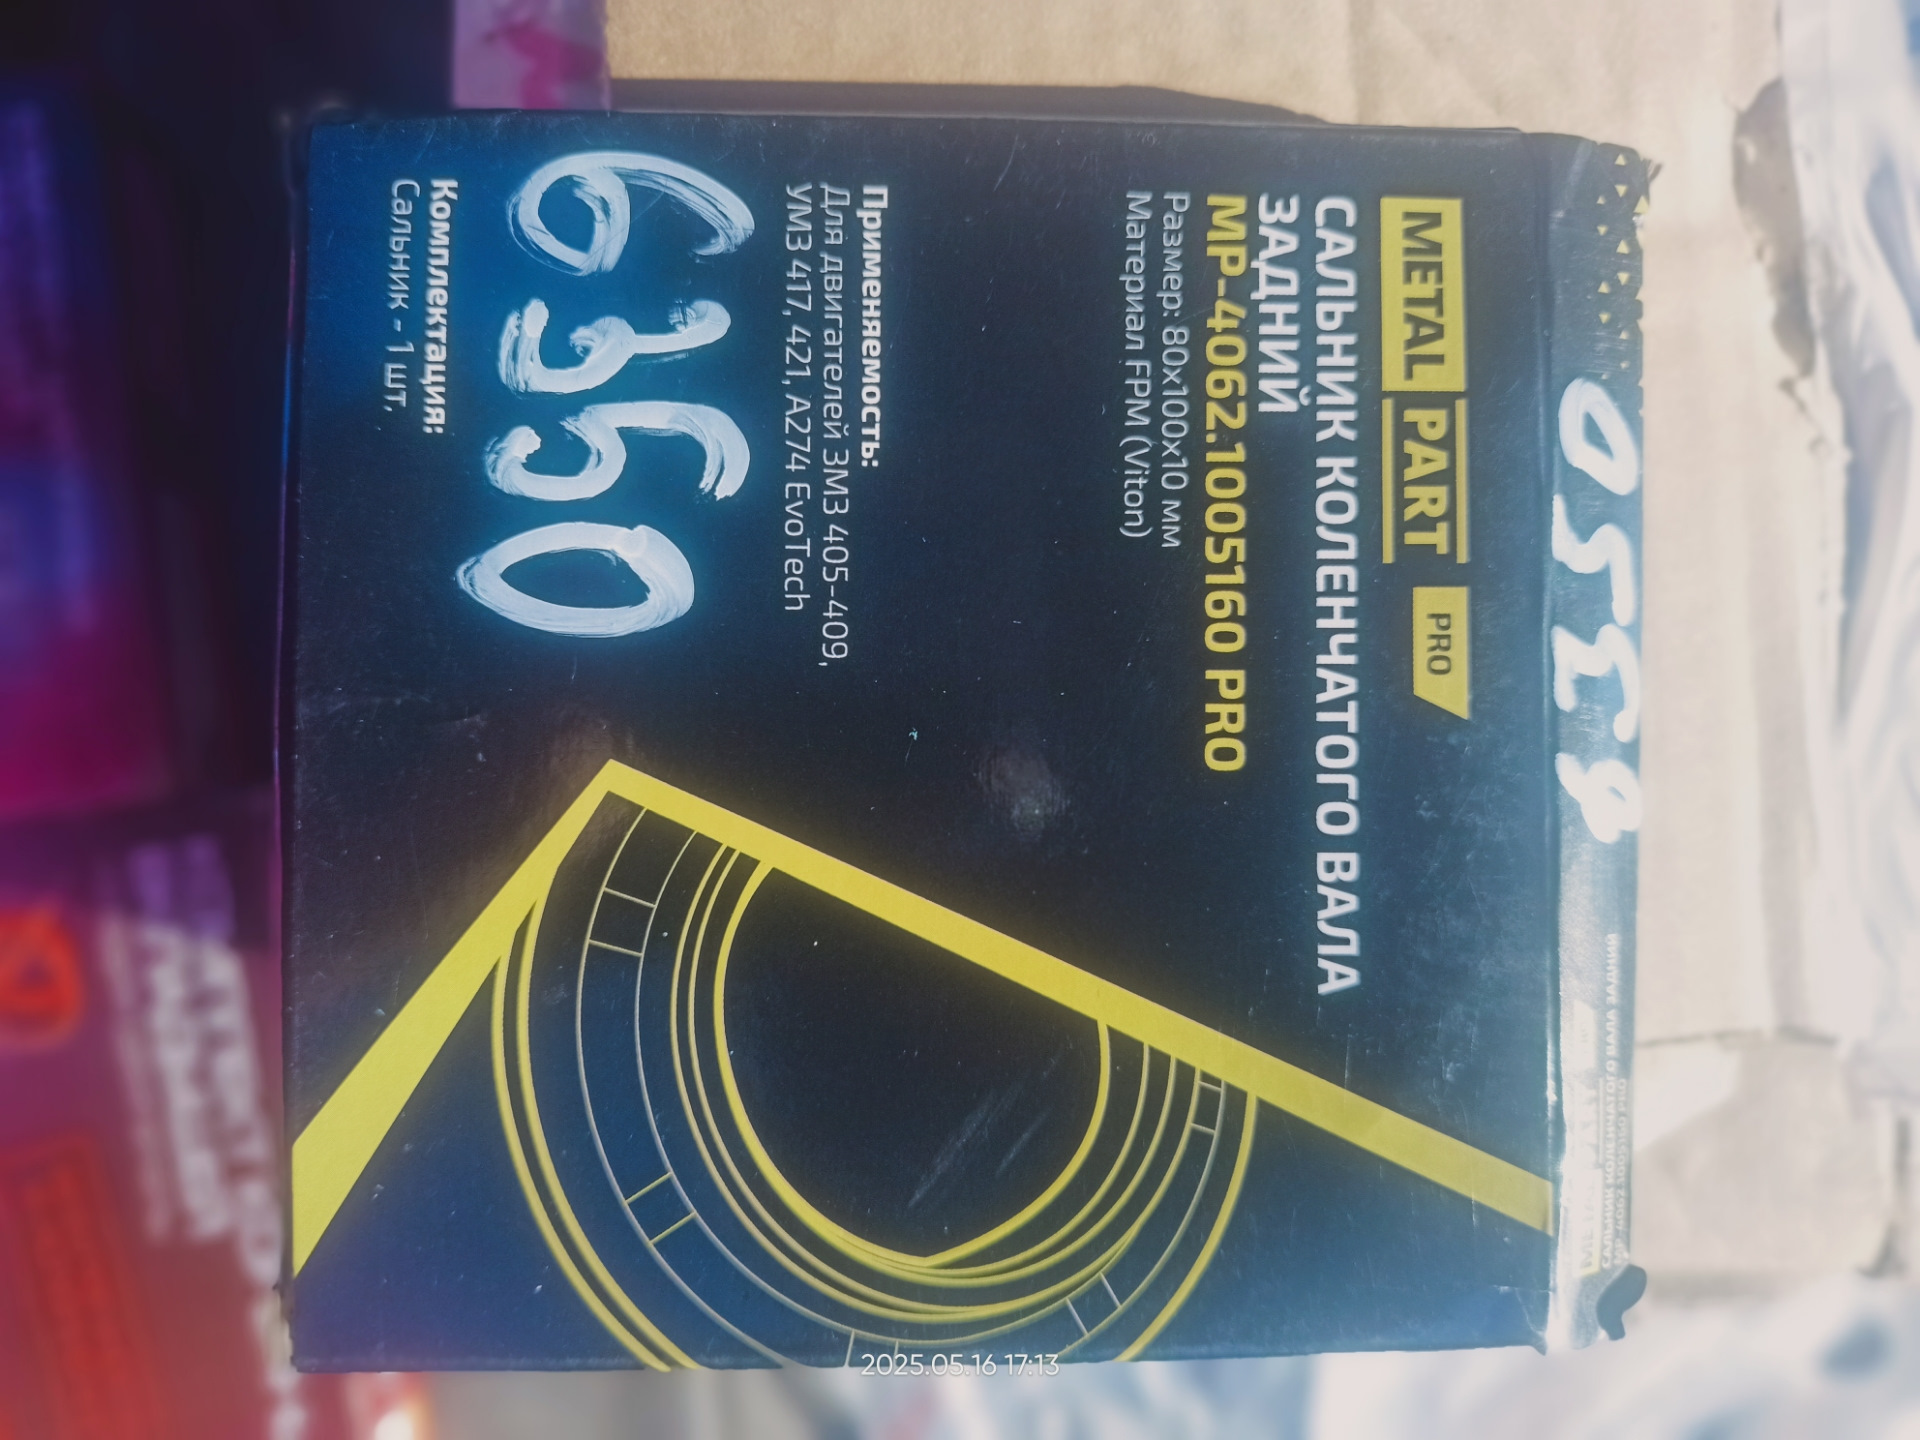 METAL PART PRO
САЛЬНИК КОЛЕНЧАТОГО ВАЛА
ЗАДНИЙ
MP-4062.1005160 PRO
Размер: 80x100x10 мм
Материал FPM (Viton)
Применяемость:
Для двигателей ЗМЗ 405-409,
УМЗ 417, 421, А274 EvoTech
6350
Комплектация:
Сальник - 1 шт.
2025.05.16 17:13